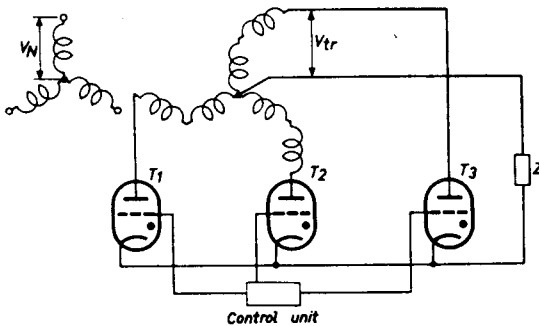 V_N
V_tr
T1
T2
T3
Z
Control unit